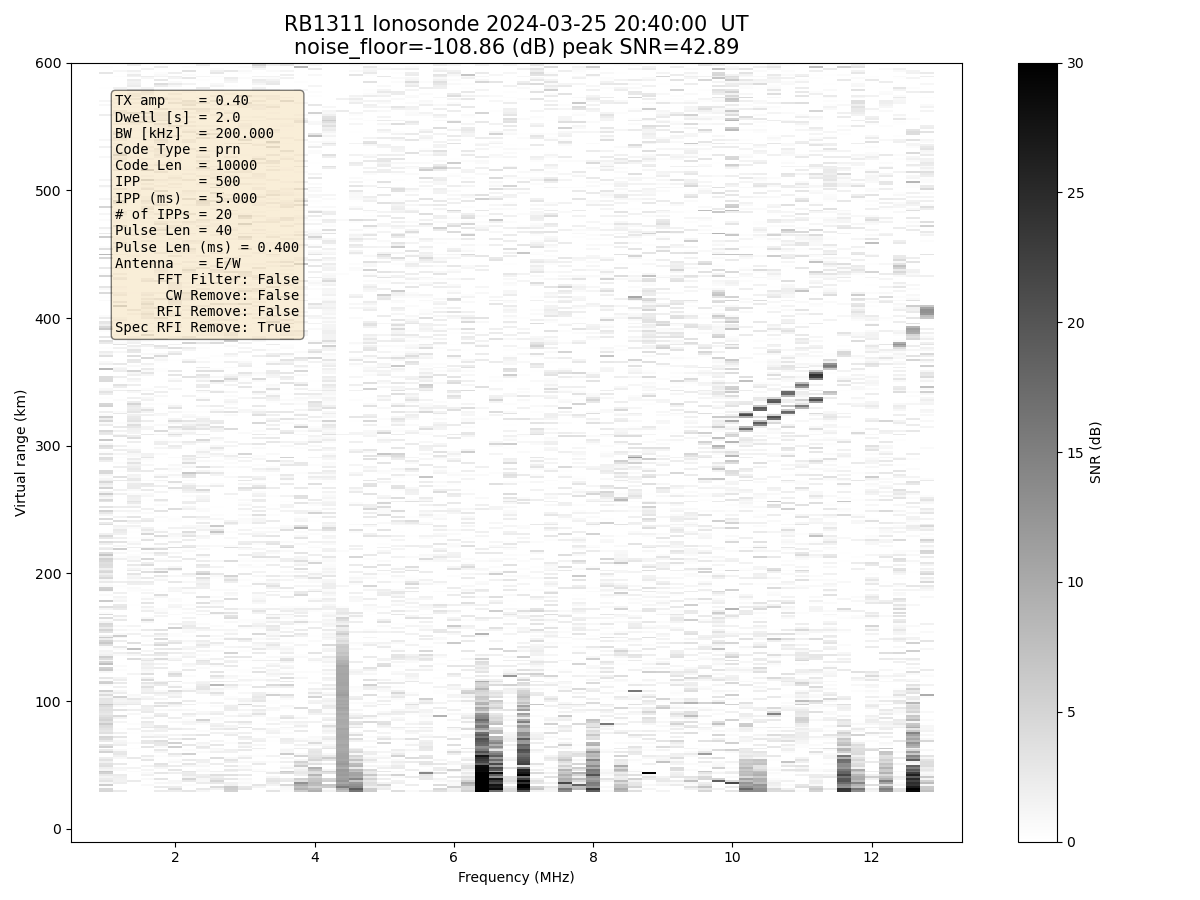 RB1311 Ionosonde 2024-03-25 20:40:00  UT
noise_floor=-108.86 (dB) peak SNR=42.89
TX amp    = 0.40
Dwell [s] = 2.0
BW [kHz]  = 200.000
Code Type = prn
Code Len  = 10000
IPP       = 500
IPP (ms)  = 5.000
# of IPPs = 20
Pulse Len = 40
Pulse Len (ms) = 0.400
Antenna   = E/W
FFT Filter: False
CW Remove: False
RFI Remove: False
Spec RFI Remove: True
600
500
400
300
200
100
0
Virtual range (km)
2 4 6 8 10 12
Frequency (MHz)
30
25
20
15
10
5
0
SNR (dB)